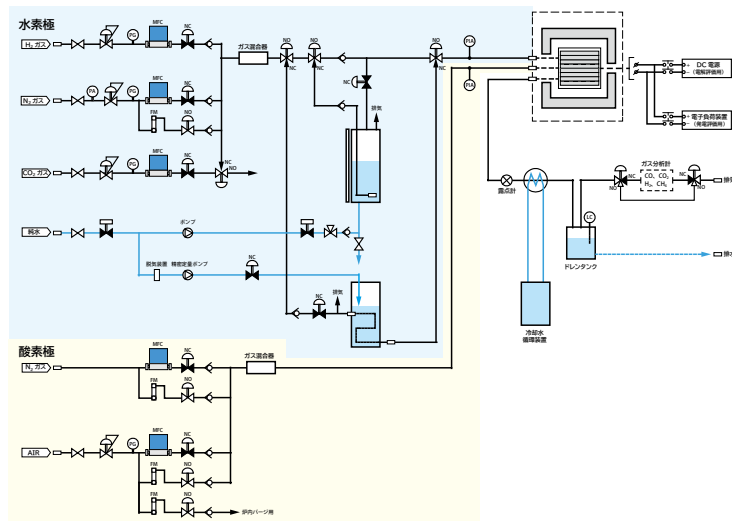 水素極
H₂ ガス
PG
MFC
NC
ガス混合器
NO
NC
NO
NC
NO
NC
PIA
PIA
N₂ ガス
PA
PG
MFC
NC
FM
NO
NC
排気
CO₂ ガス
PG
MFC
NC
NC
NO
純水
ポンプ
脱気装置 精密定量ポンプ
NC
NC
排気
酸素極
N₂ ガス
MFC
NC
FM
NO
ガス混合器
AIR
PG
MFC
NC
FM
NO
FM
NO
炉内パージ用
+ DC 電源
− (電解評価用)
+ 電子負荷装置
− (発電評価用)
露点計
冷却水
循環装置
LC
ドレンタンク
ガス分析計
CO, CO₂
H₂, CH₄
NC
NO
NC
NO
排気
排水